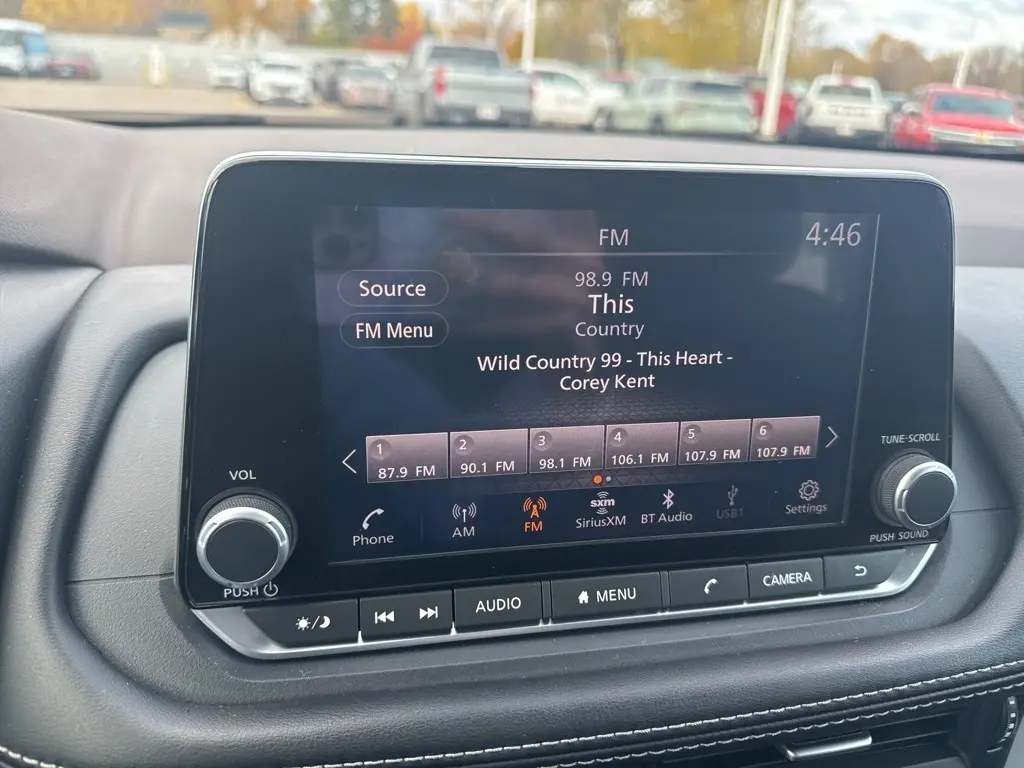 FM
4:46
Source
98.9 FM
This
FM Menu
Country
Wild Country 99 - This Heart -
Corey Kent
1 2 3 4 5 6
87.9 FM 90.1 FM 98.1 FM 106.1 FM 107.9 FM 107.9 FM
Phone AM FM sxm SiriusXM BT Audio USB1 Settings
VOL
PUSH
TUNE·SCROLL
PUSH SOUND
AUDIO MENU CAMERA